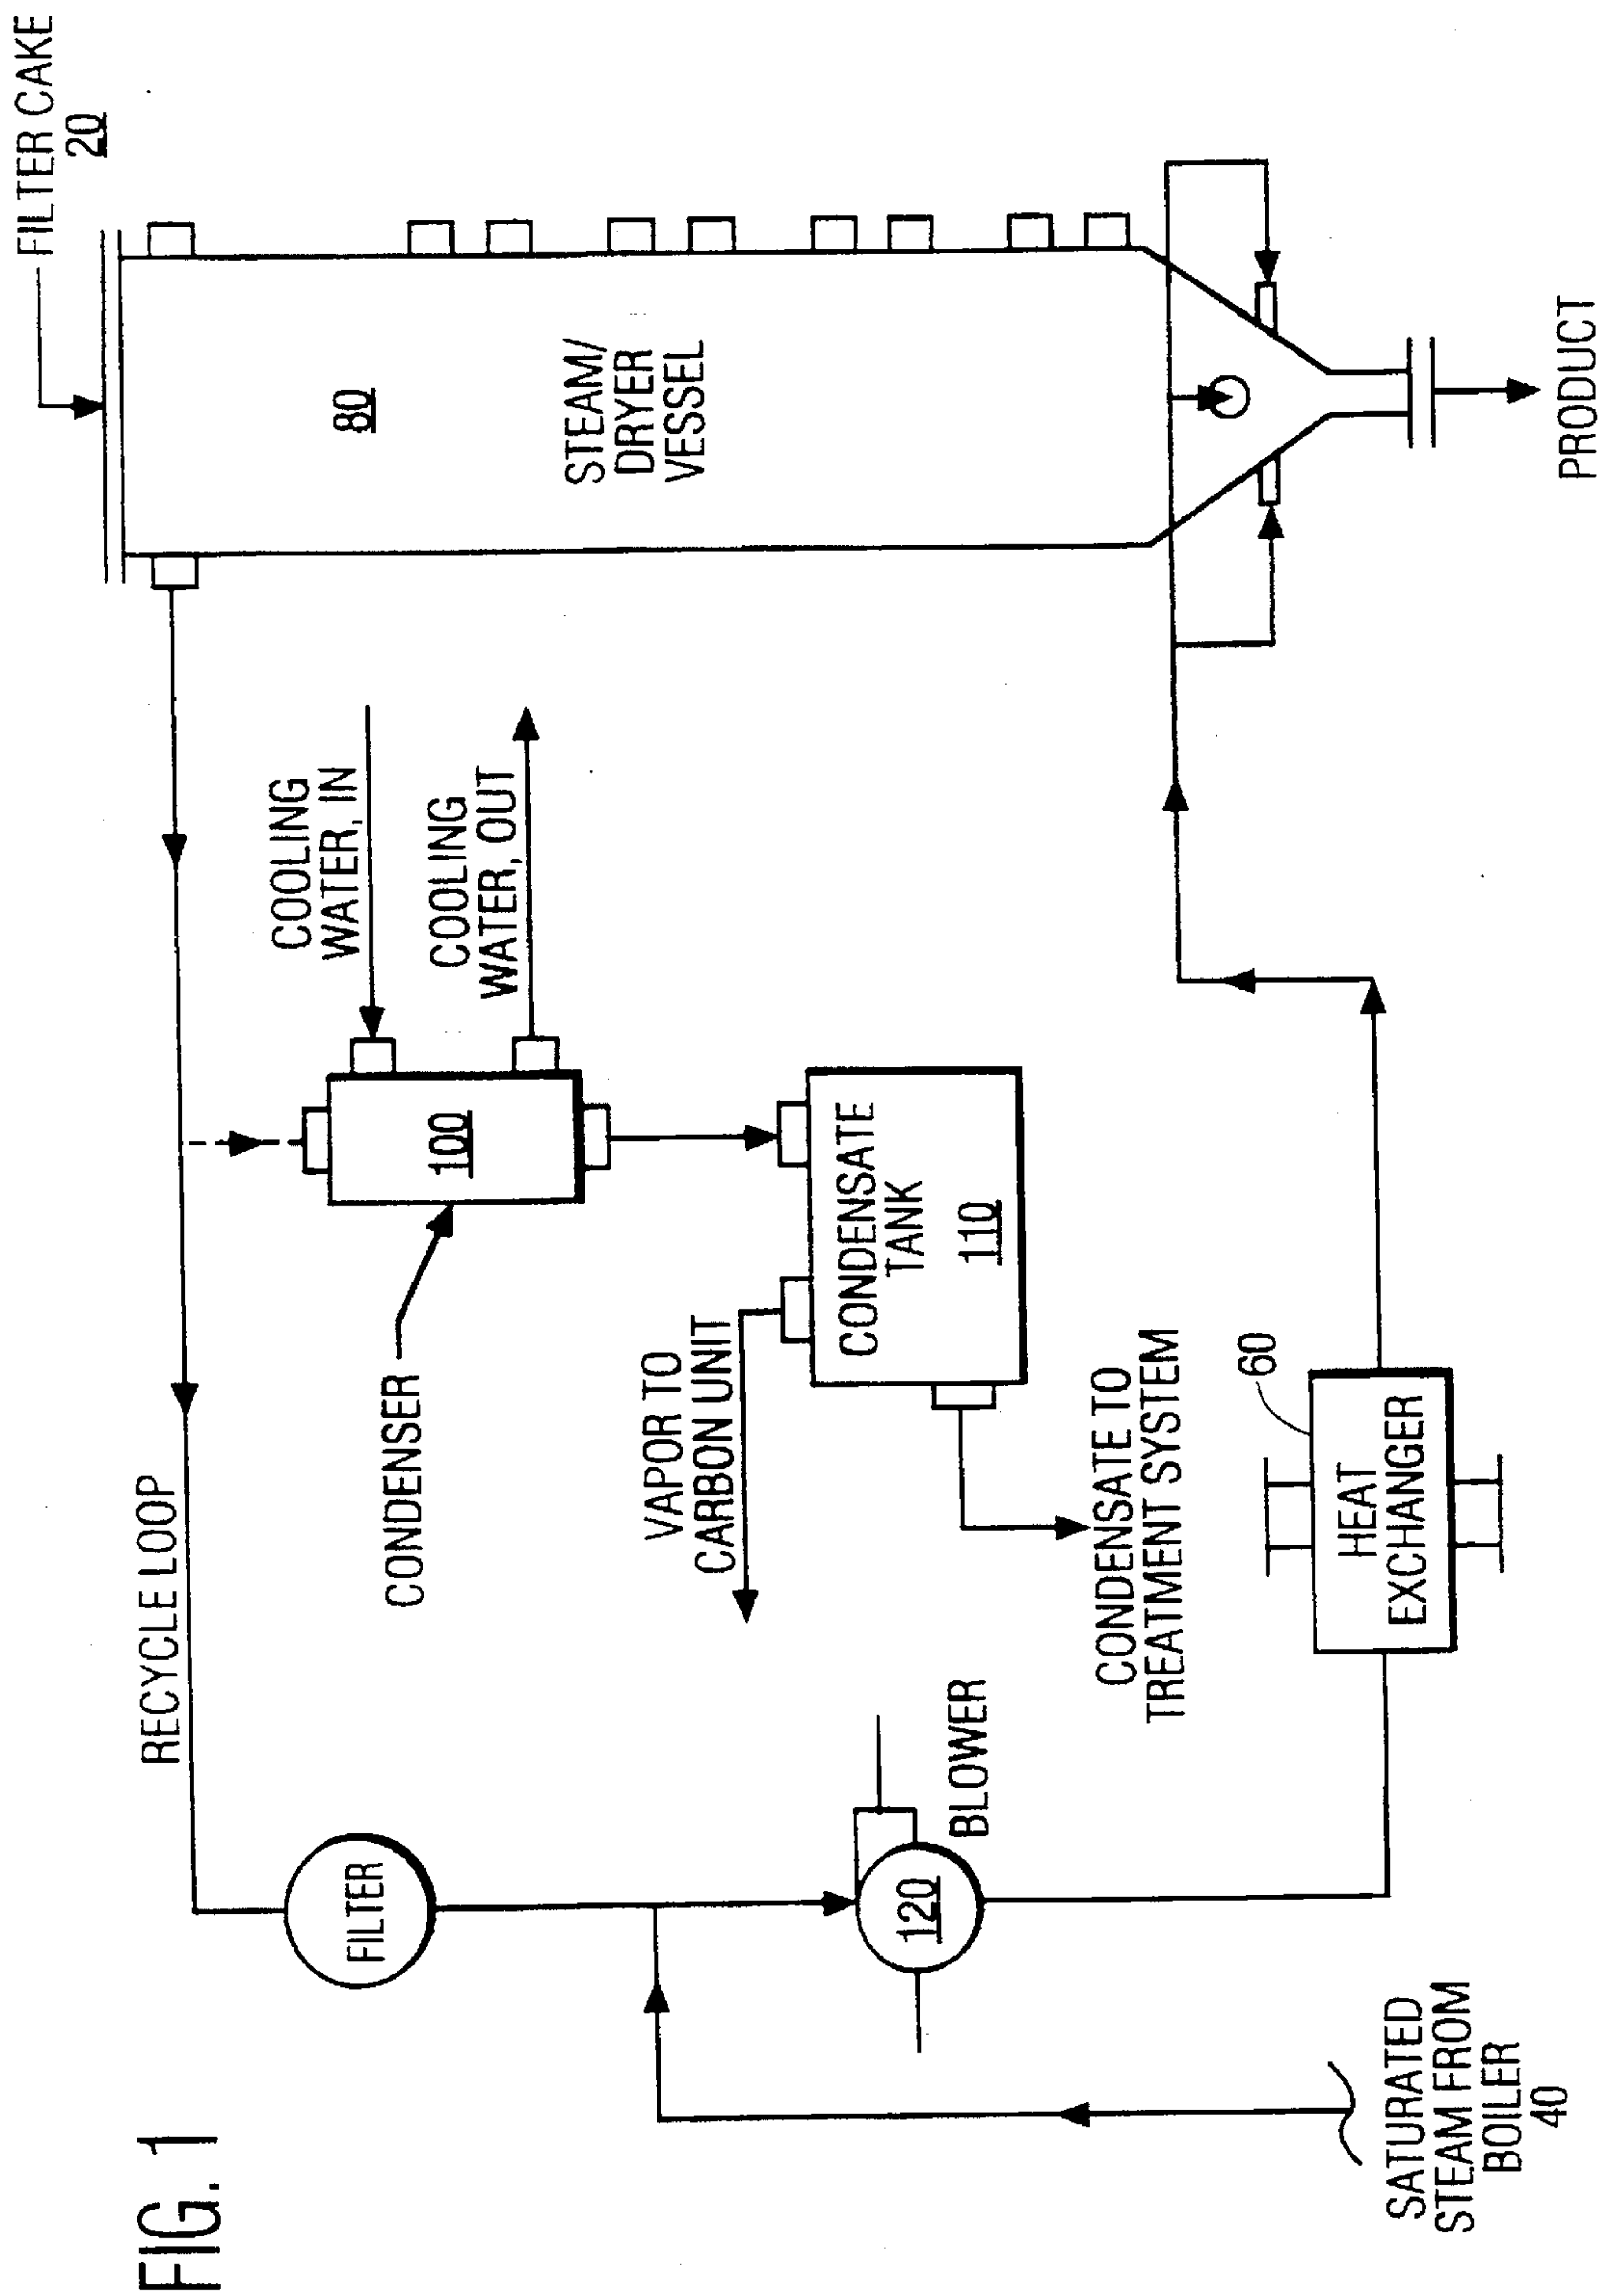 FIG. 1
FILTER CAKE
20
RECYCLE LOOP
FILTER
CONDENSER
100
COOLING
WATER, IN
COOLING
WATER, OUT
80
STEAM/
DRYER
VESSEL
VAPOR TO
CARBON UNIT
CONDENSATE
TANK
110
CONDENSATE TO
TREATMENT SYSTEM
120
BLOWER
60
HEAT
EXCHANGER
SATURATED
STEAM FROM
BOILER
40
PRODUCT